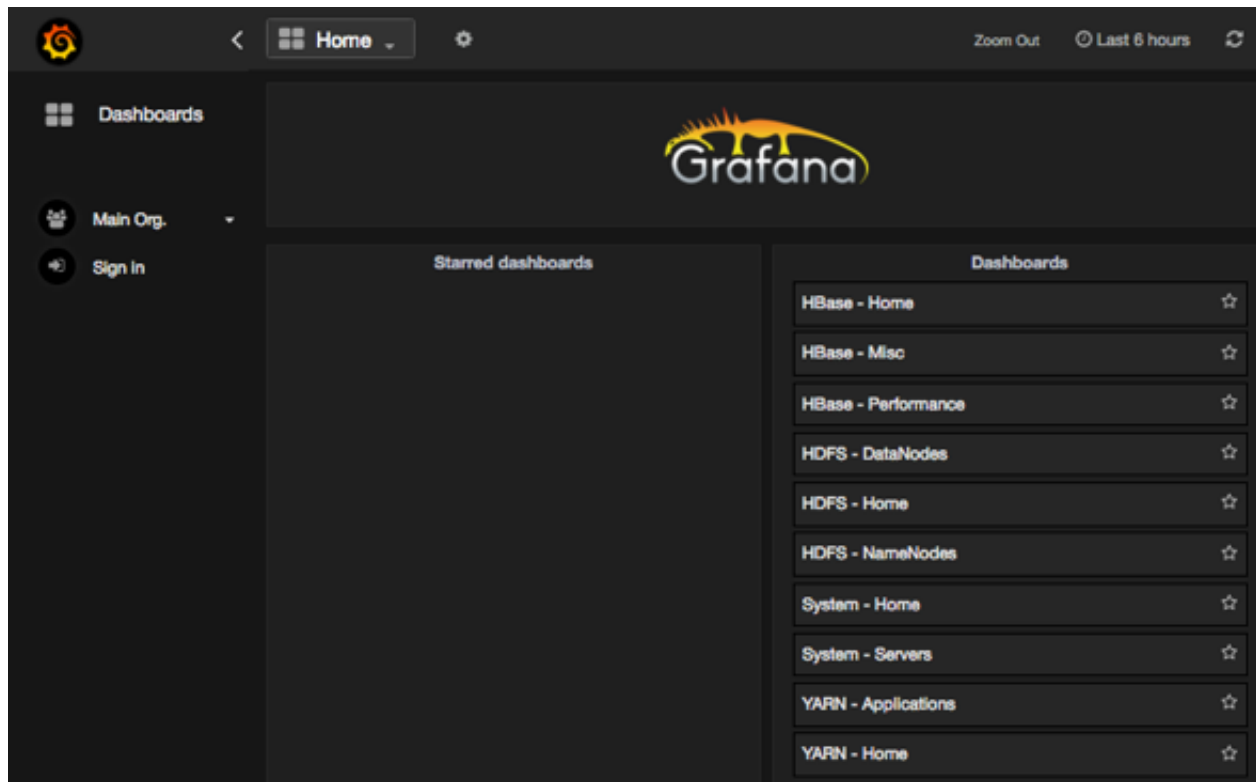 Home
Zoom Out
Last 6 hours
Dashboards
Main Org.
Sign In
Grafana
Starred dashboards
Dashboards
HBase - Home
HBase - Misc
HBase - Performance
HDFS - DataNodes
HDFS - Home
HDFS - NameNodes
System - Home
System - Servers
YARN - Applications
YARN - Home